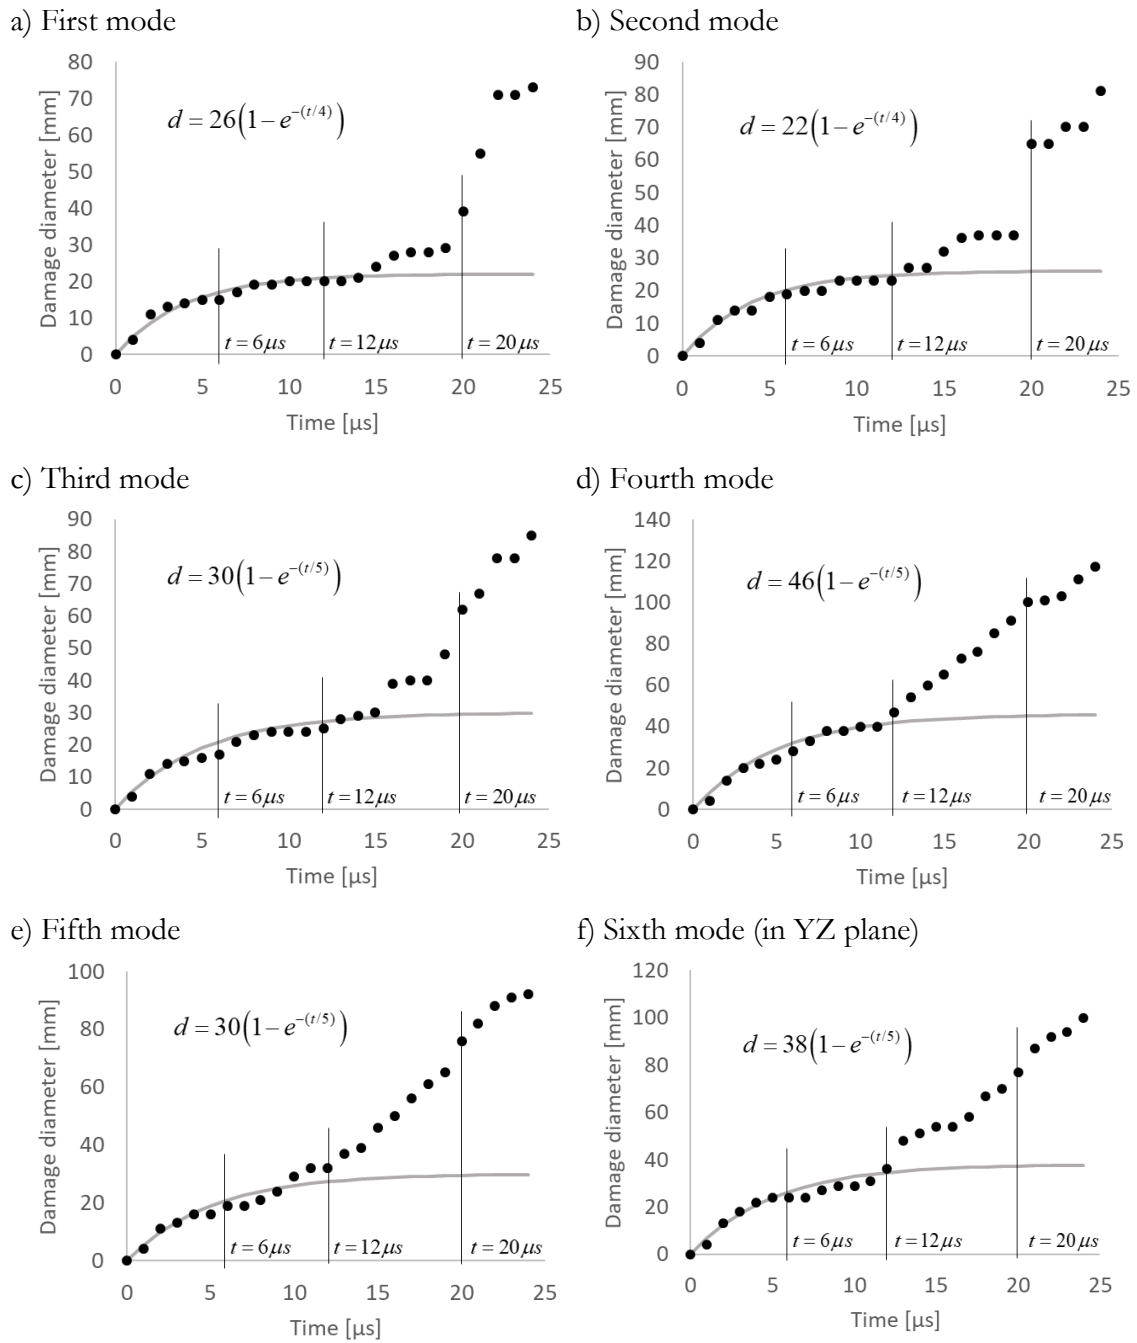 a) First mode
Damage diameter [mm]
80
70
60
50
40
30
20
10
0
d = 26(1−e^{−(t/4)})
t = 6μs
t = 12μs
t = 20μs
0 5 10 15 20 25
Time [μs]
b) Second mode
Damage diameter [mm]
90
80
70
60
50
40
30
20
10
0
d = 22(1−e^{−(t/4)})
t = 6μs
t = 12μs
t = 20μs
0 5 10 15 20 25
Time [μs]
c) Third mode
Damage diameter [mm]
90
80
70
60
50
40
30
20
10
0
d = 30(1−e^{−(t/5)})
t = 6μs
t = 12μs
t = 20μs
0 5 10 15 20 25
Time [μs]
d) Fourth mode
Damage diameter [mm]
140
120
100
80
60
40
20
0
d = 46(1−e^{−(t/5)})
t = 6μs
t = 12μs
t = 20μs
0 5 10 15 20 25
Time [μs]
e) Fifth mode
Damage diameter [mm]
100
80
60
40
20
0
d = 30(1−e^{−(t/5)})
t = 6μs
t = 12μs
t = 20μs
0 5 10 15 20 25
Time [μs]
f) Sixth mode (in YZ plane)
Damage diameter [mm]
120
100
80
60
40
20
0
d = 38(1−e^{−(t/5)})
t = 6μs
t = 12μs
t = 20μs
0 5 10 15 20 25
Time [μs]